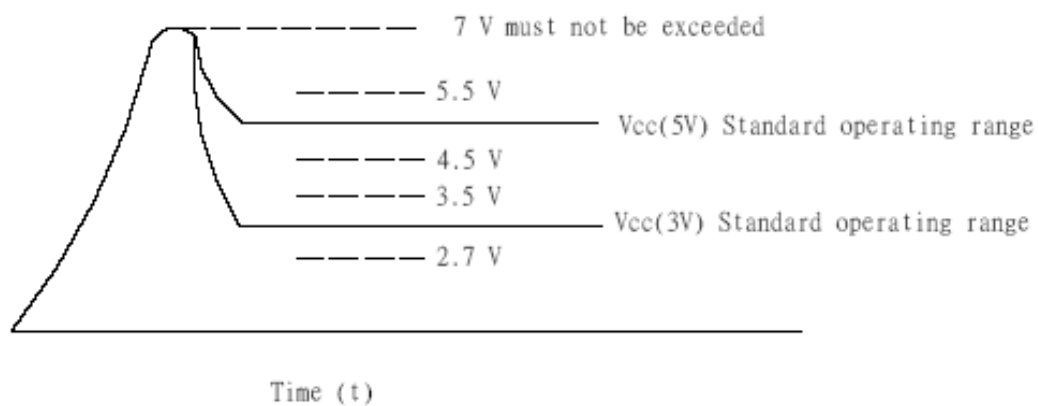 7 V must not be exceeded
5.5 V
Vcc(5V) Standard operating range
4.5 V
3.5 V
Vcc(3V) Standard operating range
2.7 V
Time (t)